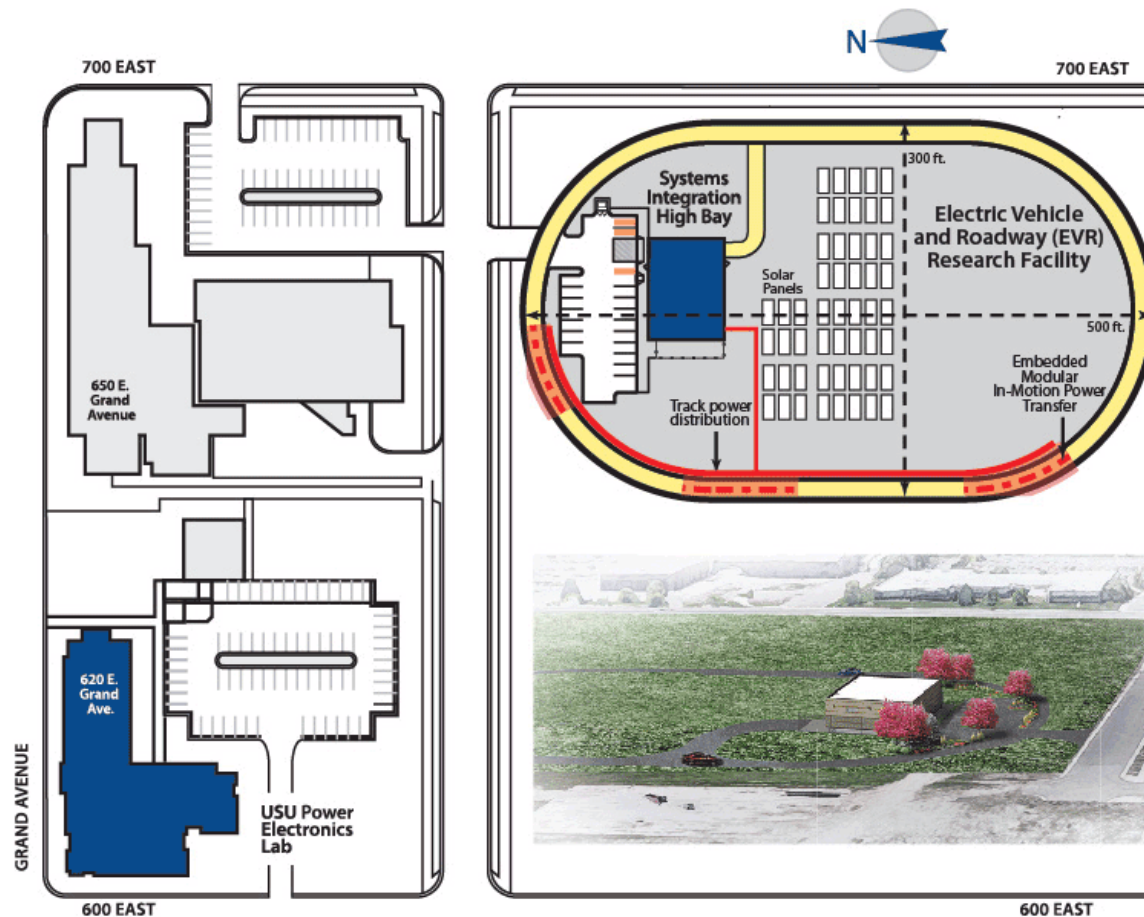 N
700 EAST
700 EAST
300 ft.
Systems
Integration
High Bay
Electric Vehicle
and Roadway (EVR)
Research Facility
Solar
Panels
500 ft.
650 E.
Grand
Avenue
Embedded
Modular
In-Motion Power
Transfer
Track power
distribution
620 E.
Grand
Ave.
GRAND AVENUE
USU Power
Electronics
Lab
600 EAST
600 EAST